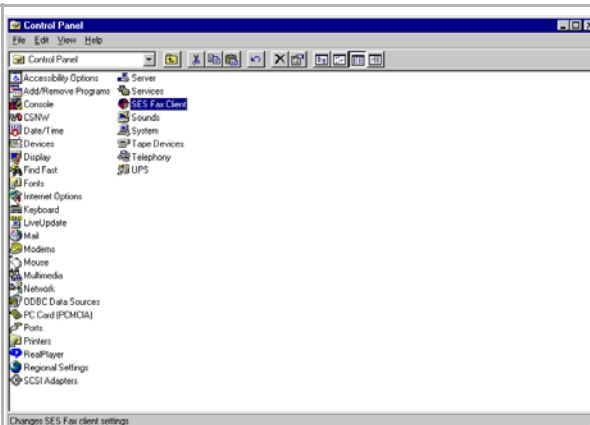 Control Panel
File Edit View Help
Control Panel
Accessibility Options
Add/Remove Programs
Console
CSNW
Date/Time
Devices
Display
Find Fast
Fonts
Internet Options
Keyboard
LiveUpdate
Mail
Modems
Mouse
Multimedia
Network
ODBC Data Sources
PC Card (PCMCIA)
Ports
Printers
RealPlayer
Regional Settings
SCSI Adapters
Server
Services
SES Fax Client
Sounds
System
Tape Devices
Telephony
UPS
Changes SES Fax client settings